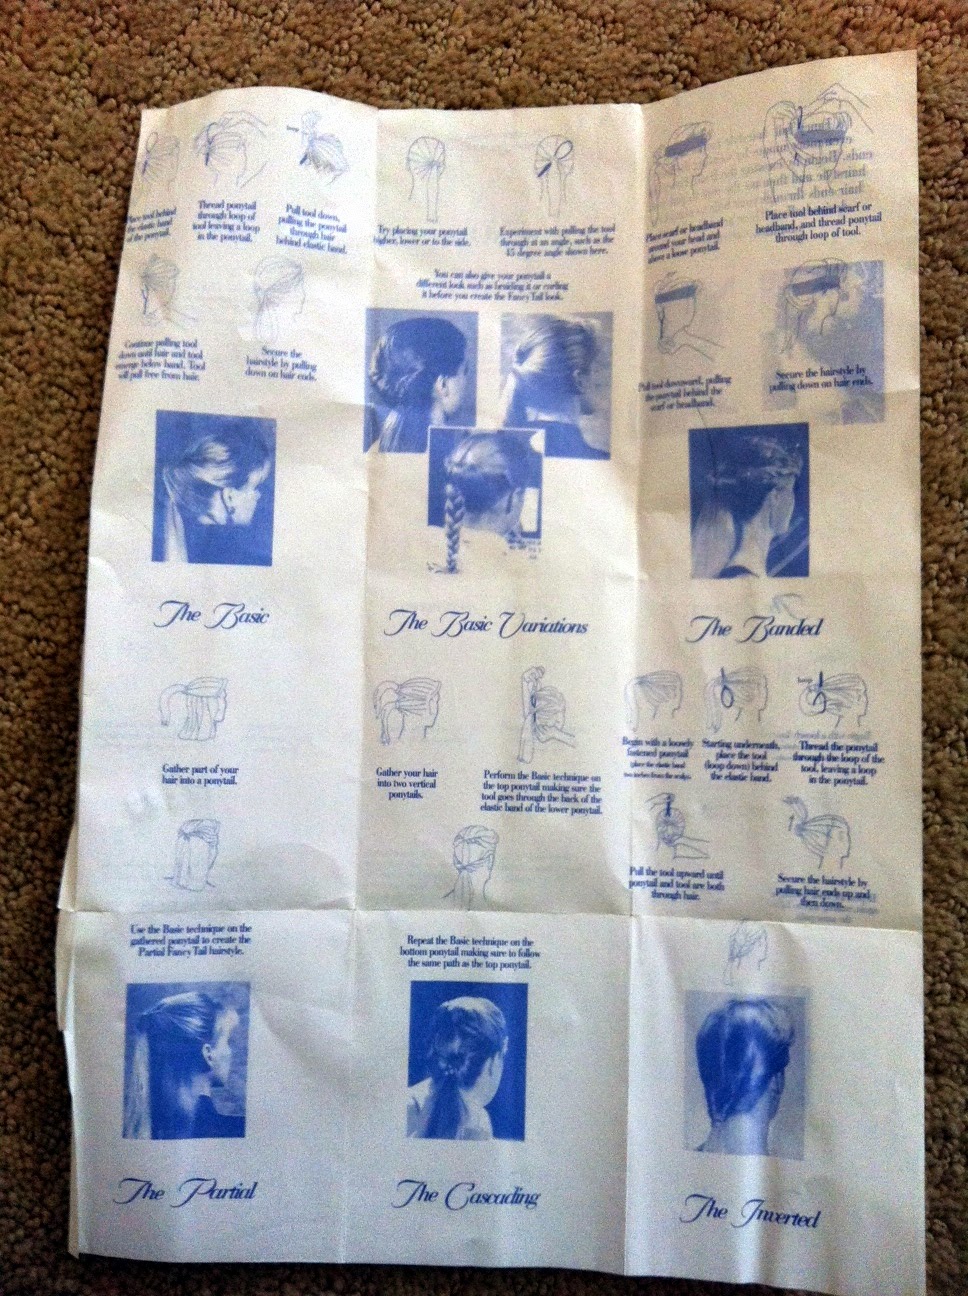 Place tool behind
the elastic band
of the ponytail.
Thread ponytail
through loop of
tool leaving a loop
in the ponytail.
loop
Pull tool down,
pulling the ponytail
through hair
behind elastic band.
Continue pulling tool
down until hair and tool
emerge below band. Tool
will pull free from hair.
Secure the
hairstyle by pulling
down on hair ends.
The Basic
Try placing your ponytail
higher, lower or to the side.
Experiment with pulling the tool
through at an angle, such as the
45 degree angle shown here.
You can also give your ponytail a
different look such as braiding it or curling
it before you create the Fancy Tail look.
The Basic Variations
Place scarf or headband
around your head and
above a loose ponytail.
Place tool behind scarf or
headband, and thread ponytail
through loop of tool.
Pull tool downward, pulling
the ponytail behind the
scarf or headband.
Secure the hairstyle by
pulling down on hair ends.
The Banded
Gather part of your
hair into a ponytail.
Use the Basic technique on the
gathered ponytail to create the
Partial Fancy Tail hairstyle.
The Partial
Gather your hair
into two vertical
ponytails.
Perform the Basic technique on
the top ponytail making sure the
tool goes through the back of the
elastic band of the lower ponytail.
Repeat the Basic technique on the
bottom ponytail making sure to follow
the same path as the top ponytail.
The Cascading
Begin with a loosely
fastened ponytail
place the elastic band
two inches from the scalp.
Starting underneath,
place the tool
(loop down) behind
the elastic band.
loop
Thread the ponytail
through the loop of the
tool, leaving a loop
in the ponytail.
Pull the tool upward until
ponytail and tool are both
through hair.
Secure the hairstyle by
pulling hair ends up and
then down.
The Inverted